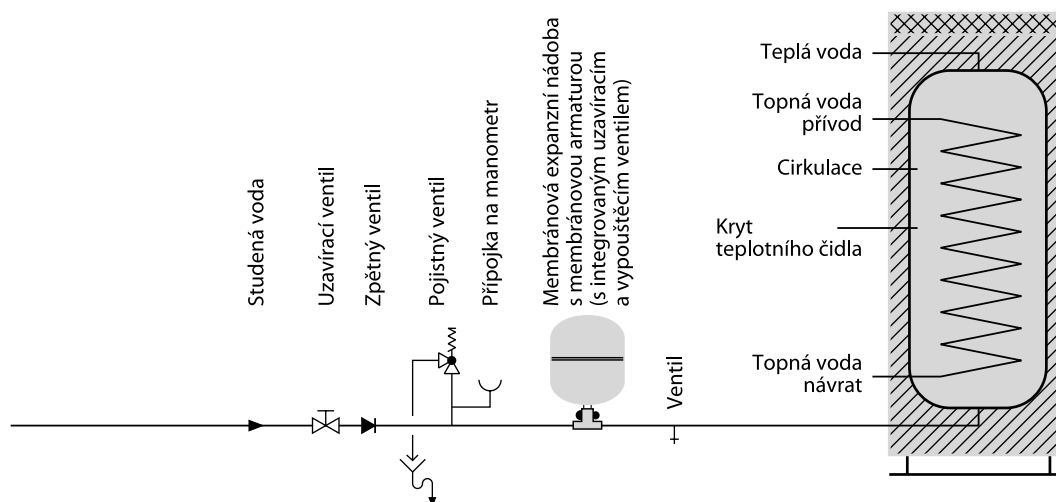 Studená voda
Uzavírací ventil
Zpětný ventil
Pojistný ventil
Přípojka na manometr
Membránová expanzní nádoba
s membránovou armaturou
(s integrovaným uzavíracím
a vypouštěcím ventilem)
Ventil
Teplá voda
Topná voda
přívod
Cirkulace
Kryt
teplotního čidla
Topná voda
návrat